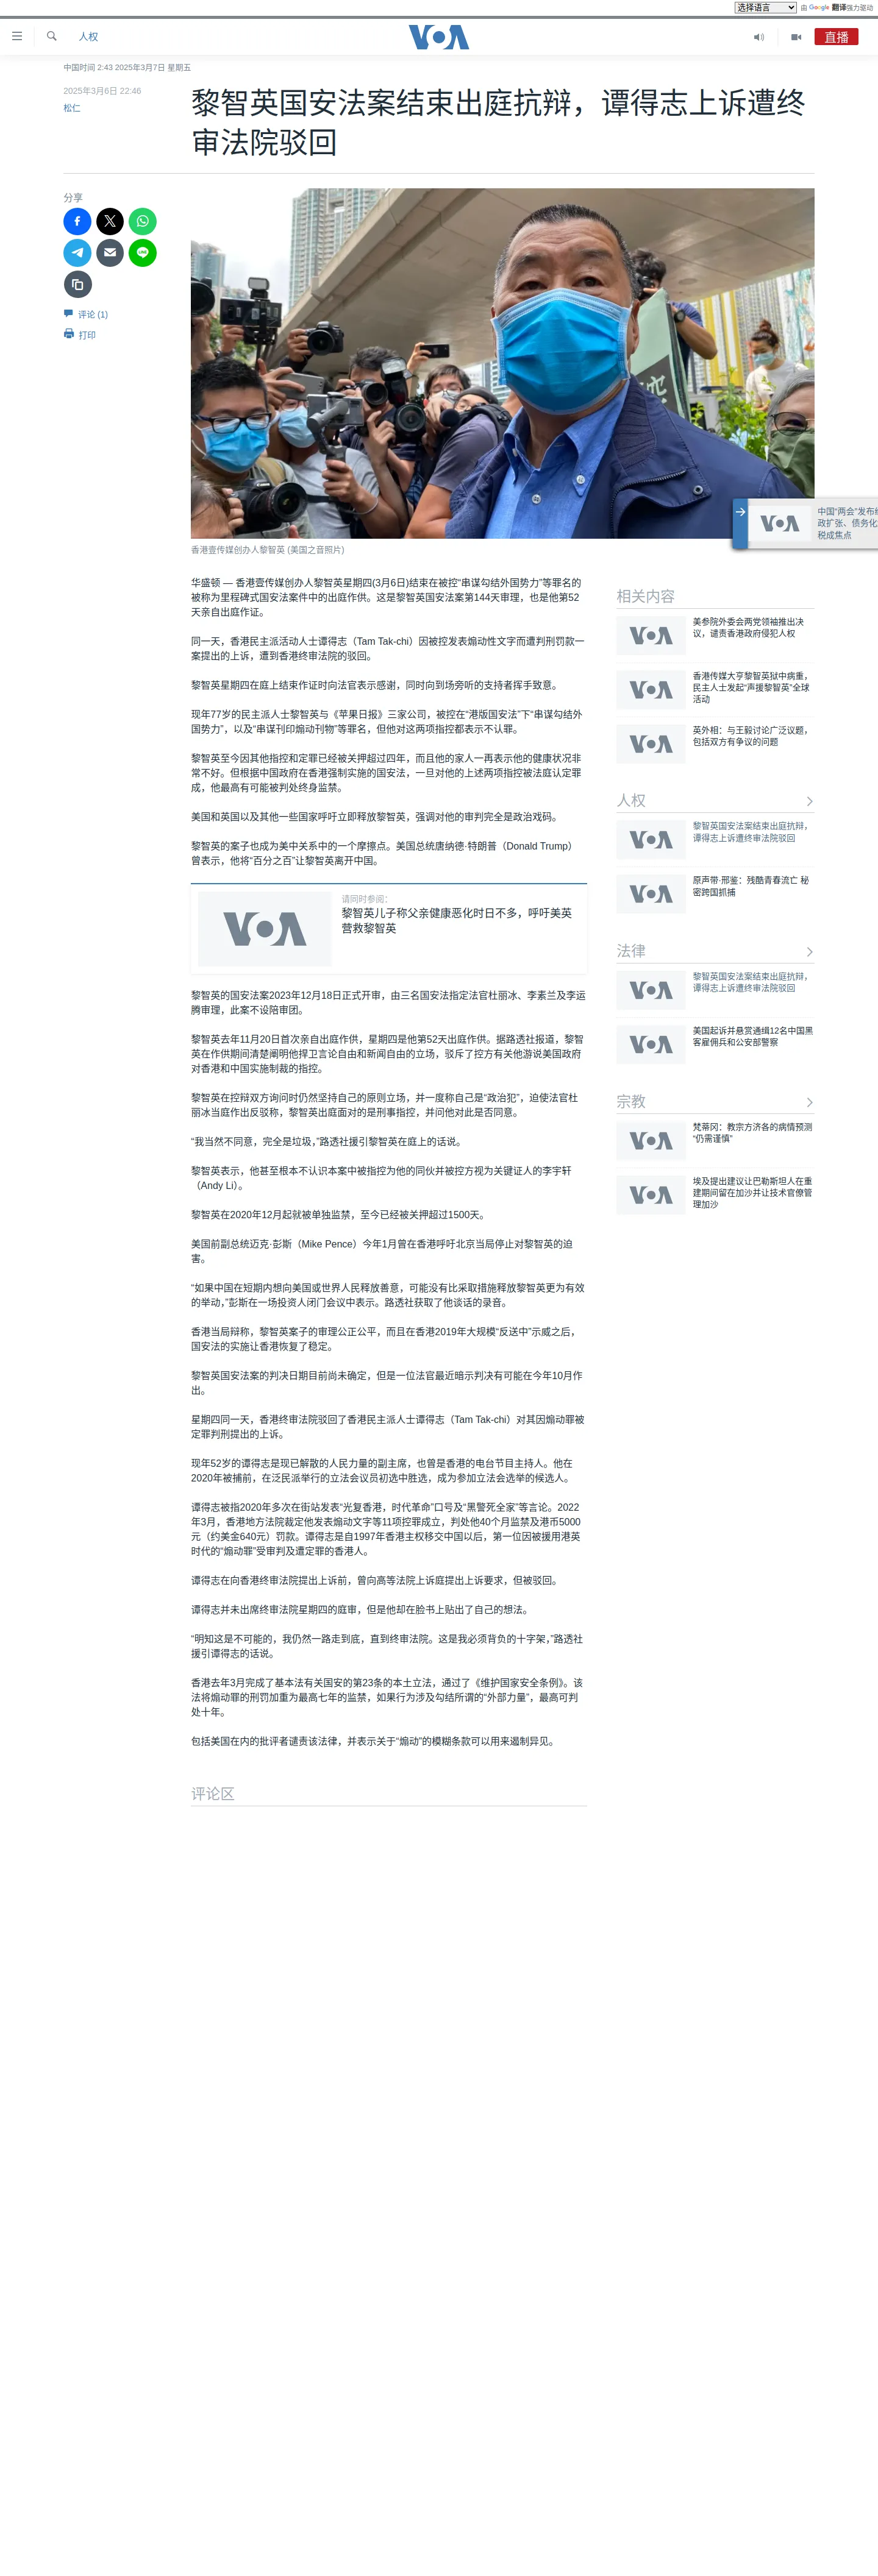 选择语言
由 Google 翻译强力驱动
人权
VOA
直播
中国时间 2:43 2025年3月7日 星期五
2025年3月6日 22:46
松仁
黎智英国安法案结束出庭抗辩，谭得志上诉遭终
审法院驳回
分享
评论 (1)
打印
香港壹传媒创办人黎智英 (美国之音照片)
中国“两会”发布
政扩张、债务化
税成焦点
华盛顿 — 香港壹传媒创办人黎智英星期四(3月6日)结束在被控“串谋勾结外国势力”等罪名的
被称为里程碑式国安法案件中的出庭作供。这是黎智英国安法案第144天审理，也是他第52
天亲自出庭作证。
同一天，香港民主派活动人士谭得志（Tam Tak-chi）因被控发表煽动性文字而遭判刑罚款一
案提出的上诉，遭到香港终审法院的驳回。
黎智英星期四在庭上结束作证时向法官表示感谢，同时向到场旁听的支持者挥手致意。
现年77岁的民主派人士黎智英与《苹果日报》三家公司，被控在“港版国安法”下“串谋勾结外
国势力”，以及“串谋刊印煽动刊物”等罪名，但他对这两项指控都表示不认罪。
黎智英至今因其他指控和定罪已经被关押超过四年，而且他的家人一再表示他的健康状况非
常不好。但根据中国政府在香港强制实施的国安法，一旦对他的上述两项指控被法庭认定罪
成，他最高有可能被判处终身监禁。
美国和英国以及其他一些国家呼吁立即释放黎智英，强调对他的审判完全是政治戏码。
黎智英的案子也成为美中关系中的一个摩擦点。美国总统唐纳德·特朗普（Donald Trump）
曾表示，他将“百分之百”让黎智英离开中国。
请同时参阅：
黎智英儿子称父亲健康恶化时日不多，呼吁美英
营救黎智英
黎智英的国安法案2023年12月18日正式开审，由三名国安法指定法官杜丽冰、李素兰及李运
腾审理，此案不设陪审团。
黎智英去年11月20日首次亲自出庭作供，星期四是他第52天出庭作供。据路透社报道，黎智
英在作供期间清楚阐明他捍卫言论自由和新闻自由的立场，驳斥了控方有关他游说美国政府
对香港和中国实施制裁的指控。
黎智英在控辩双方询问时仍然坚持自己的原则立场，并一度称自己是“政治犯”，迫使法官杜
丽冰当庭作出反驳称，黎智英出庭面对的是刑事指控，并问他对此是否同意。
“我当然不同意，完全是垃圾，”路透社援引黎智英在庭上的话说。
黎智英表示，他甚至根本不认识本案中被指控为他的同伙并被控方视为关键证人的李宇轩
（Andy Li）。
黎智英在2020年12月起就被单独监禁，至今已经被关押超过1500天。
美国前副总统迈克·彭斯（Mike Pence）今年1月曾在香港呼吁北京当局停止对黎智英的迫
害。
“如果中国在短期内想向美国或世界人民释放善意，可能没有比采取措施释放黎智英更为有效
的举动，”彭斯在一场投资人闭门会议中表示。路透社获取了他谈话的录音。
香港当局辩称，黎智英案子的审理公正公平，而且在香港2019年大规模“反送中”示威之后，
国安法的实施让香港恢复了稳定。
黎智英国安法案的判决日期目前尚未确定，但是一位法官最近暗示判决有可能在今年10月作
出。
星期四同一天，香港终审法院驳回了香港民主派人士谭得志（Tam Tak-chi）对其因煽动罪被
定罪判刑提出的上诉。
现年52岁的谭得志是现已解散的人民力量的副主席，也曾是香港的电台节目主持人。他在
2020年被捕前，在泛民派举行的立法会议员初选中胜选，成为参加立法会选举的候选人。
谭得志被指2020年多次在街站发表“光复香港，时代革命”口号及“黑警死全家”等言论。2022
年3月，香港地方法院裁定他发表煽动文字等11项控罪成立，判处他40个月监禁及港币5000
元（约美金640元）罚款。谭得志是自1997年香港主权移交中国以后，第一位因被援用港英
时代的“煽动罪”受审判及遭定罪的香港人。
谭得志在向香港终审法院提出上诉前，曾向高等法院上诉庭提出上诉要求，但被驳回。
谭得志并未出席终审法院星期四的庭审，但是他却在脸书上贴出了自己的想法。
“明知这是不可能的，我仍然一路走到底，直到终审法院。这是我必须背负的十字架，”路透社
援引谭得志的话说。
香港去年3月完成了基本法有关国安的第23条的本土立法，通过了《维护国家安全条例》。该
法将煽动罪的刑罚加重为最高七年的监禁，如果行为涉及勾结所谓的“外部力量”，最高可判
处十年。
包括美国在内的批评者谴责该法律，并表示关于“煽动”的模糊条款可以用来遏制异见。
评论区
相关内容
美参院外委会两党领袖推出决
议，谴责香港政府侵犯人权
香港传媒大亨黎智英狱中病重，
民主人士发起“声援黎智英”全球
活动
英外相：与王毅讨论广泛议题，
包括双方有争议的问题
人权
黎智英国安法案结束出庭抗辩，
谭得志上诉遭终审法院驳回
原声带·邢鉴：残酷青春流亡 秘
密跨国抓捕
法律
黎智英国安法案结束出庭抗辩，
谭得志上诉遭终审法院驳回
美国起诉并悬赏通缉12名中国黑
客雇佣兵和公安部警察
宗教
梵蒂冈：教宗方济各的病情预测
“仍需谨慎”
埃及提出建议让巴勒斯坦人在重
建期间留在加沙并让技术官僚管
理加沙